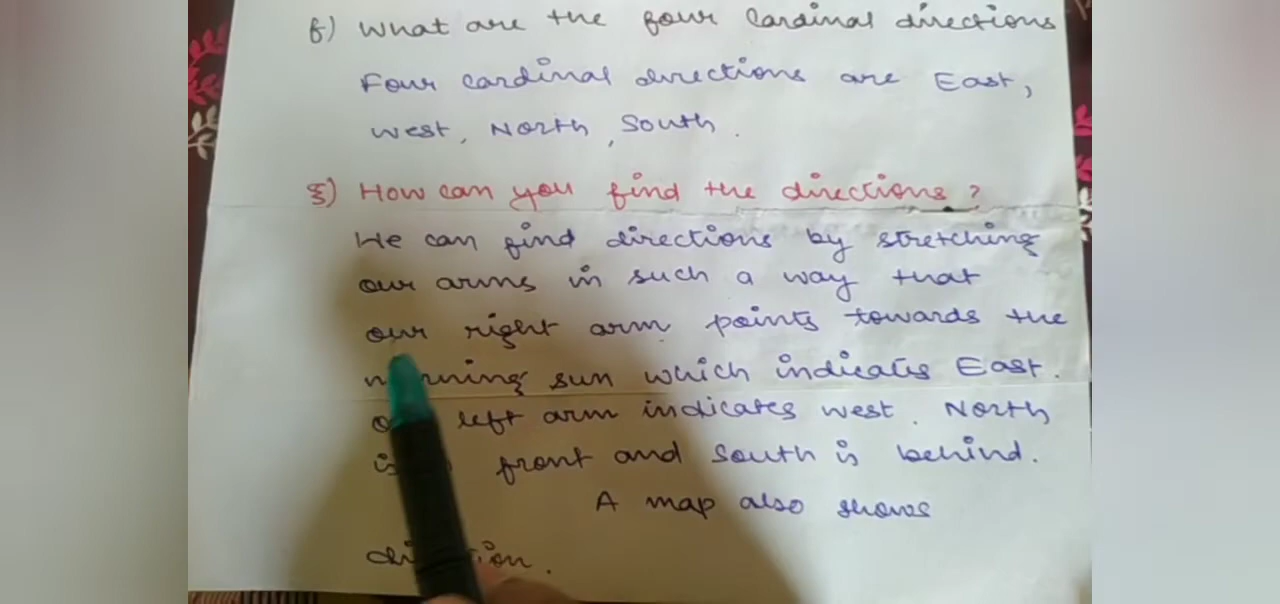 f) What are the four cardinal directions
Four cardinal directions are East,
West, North, South.
g) How can you find the directions?
We can find directions by stretching
our arms in such a way that
our right arm points towards the
morning sun which indicates East.
left arm indicates west. North
front and South is behind.
A map also shows